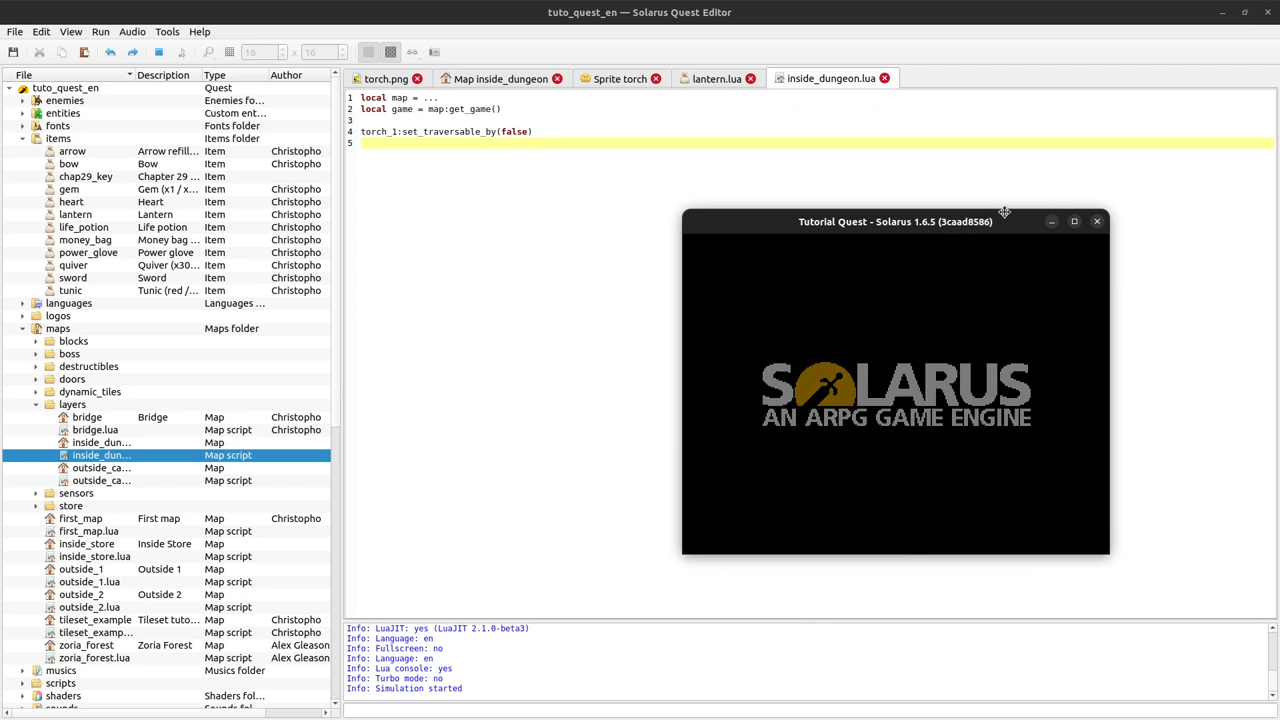 tuto_quest_en — Solarus Quest Editor
File Edit View Run Audio Tools Help
16 x 16
File Description Type Author
tuto_quest_en Quest
enemies Enemies fo...
entities Custom ent...
fonts Fonts folder
items Items folder
arrow Arrow refill... Item Christopho
bow Bow Item Christopho
chap29_key Chapter 29 ... Item
gem Gem (x1 / x... Item Christopho
heart Heart Item Christopho
lantern Lantern Item Christopho
life_potion Life potion Item Christopho
money_bag Money bag ... Item Christopho
power_glove Power glove Item Christopho
quiver Quiver (x30... Item Christopho
sword Sword Item Christopho
tunic Tunic (red /... Item Christopho
languages Languages ...
logos
maps Maps folder
blocks
boss
destructibles
doors
dynamic_tiles
layers
bridge Bridge Map Christopho
bridge.lua Map script Christopho
inside_dun... Map
inside_dun... Map script
outside_ca... Map
outside_ca... Map script
sensors
store
first_map First map Map Christopho
first_map.lua Map script
inside_store Inside Store Map
inside_store.lua Map script
outside_1 Outside 1 Map
outside_1.lua Map script
outside_2 Outside 2 Map
outside_2.lua Map script
tileset_example Tileset tuto... Map Christopho
tileset_examp... Map script Christopho
zoria_forest Zoria Forest Map Alex Gleason
zoria_forest.lua Map script Alex Gleason
musics Musics folder
scripts
shaders Shaders fol...
torch.png Map inside_dungeon Sprite torch lantern.lua inside_dungeon.lua
1 local map = ...
2 local game = map:get_game()
3
4 torch_1:set_traversable_by(false)
5
Tutorial Quest - Solarus 1.6.5 (3caad8586)
SOLARUS
AN ARPG GAME ENGINE
Info: LuaJIT: yes (LuaJIT 2.1.0-beta3)
Info: Language: en
Info: Fullscreen: no
Info: Language: en
Info: Lua console: yes
Info: Turbo mode: no
Info: Simulation started